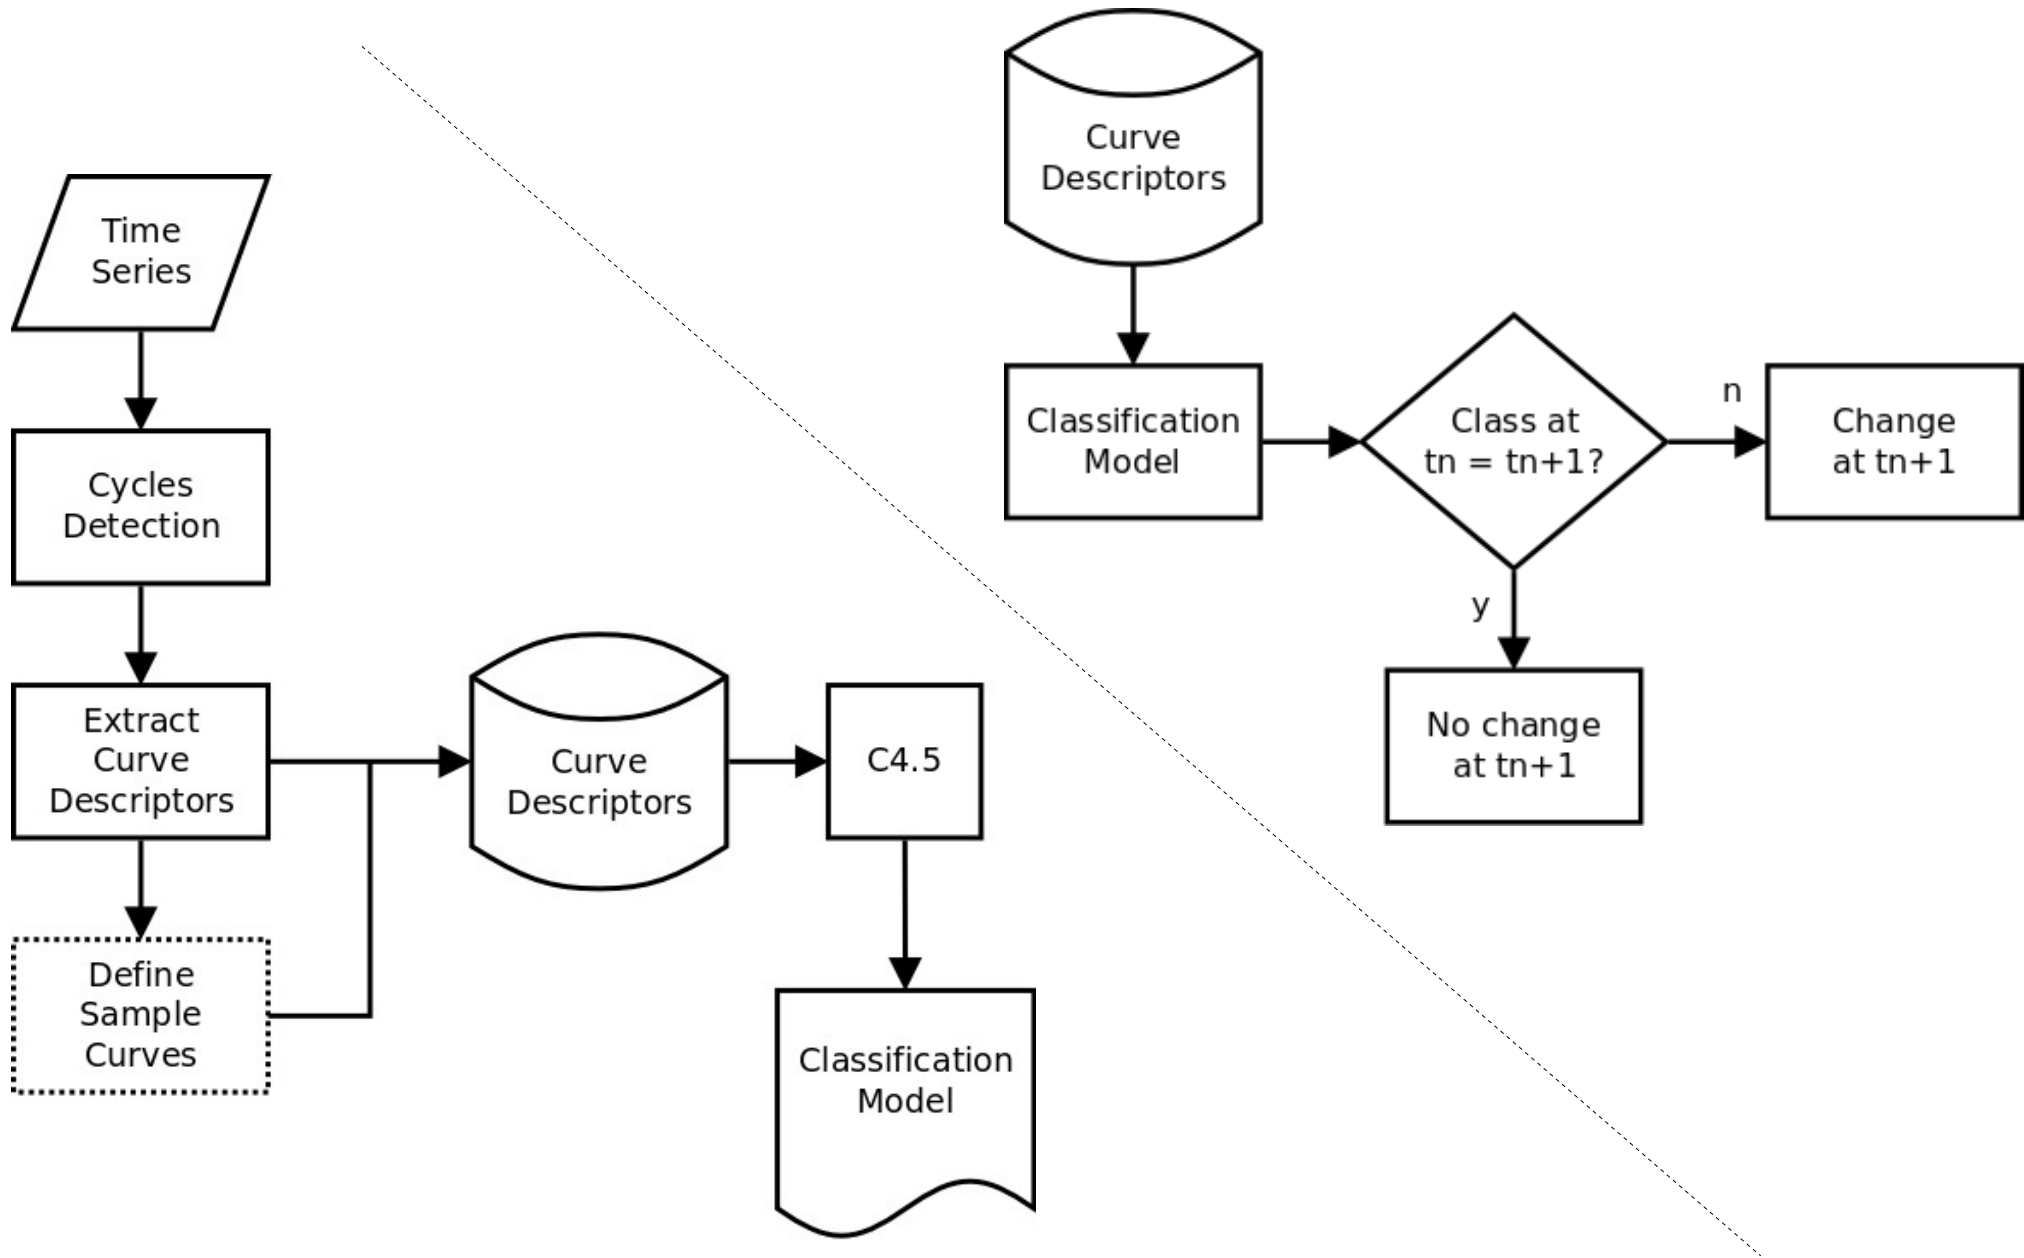 Time
Series
Cycles
Detection
Extract
Curve
Descriptors
Define
Sample
Curves
Curve
Descriptors
C4.5
Classification
Model
Curve
Descriptors
Classification
Model
Class at
tn = tn+1?
n
Change
at tn+1
y
No change
at tn+1